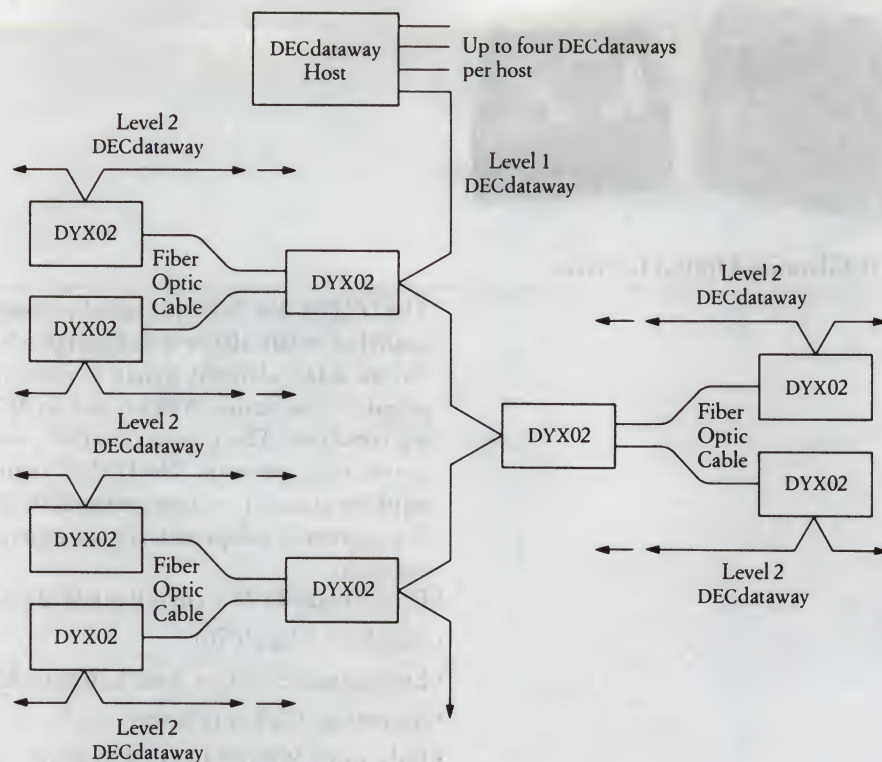 DECdataway
Host
Up to four DECdataways
per host
Level 1
DECdataway
Level 2
DECdataway
DYX02
Fiber
Optic
Cable
DYX02
DYX02
Level 2
DECdataway
Level 2
DECdataway
DYX02
Fiber
Optic
Cable
DYX02
DYX02
Level 2
DECdataway
DYX02
DYX02
Fiber
Optic
Cable
DYX02
Level 2
DECdataway